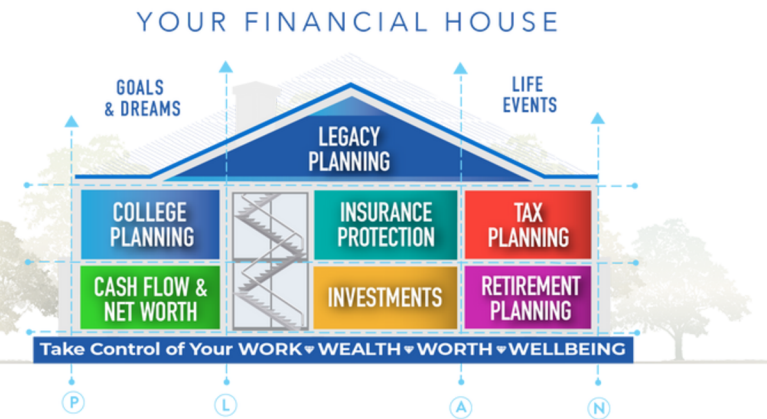 YOUR FINANCIAL HOUSE
GOALS
& DREAMS
LIFE
EVENTS
LEGACY
PLANNING
COLLEGE
PLANNING
INSURANCE
PROTECTION
TAX
PLANNING
CASH FLOW &
NET WORTH
INVESTMENTS
RETIREMENT
PLANNING
Take Control of Your WORK WEALTH WORTH WELLBEING
P L A N